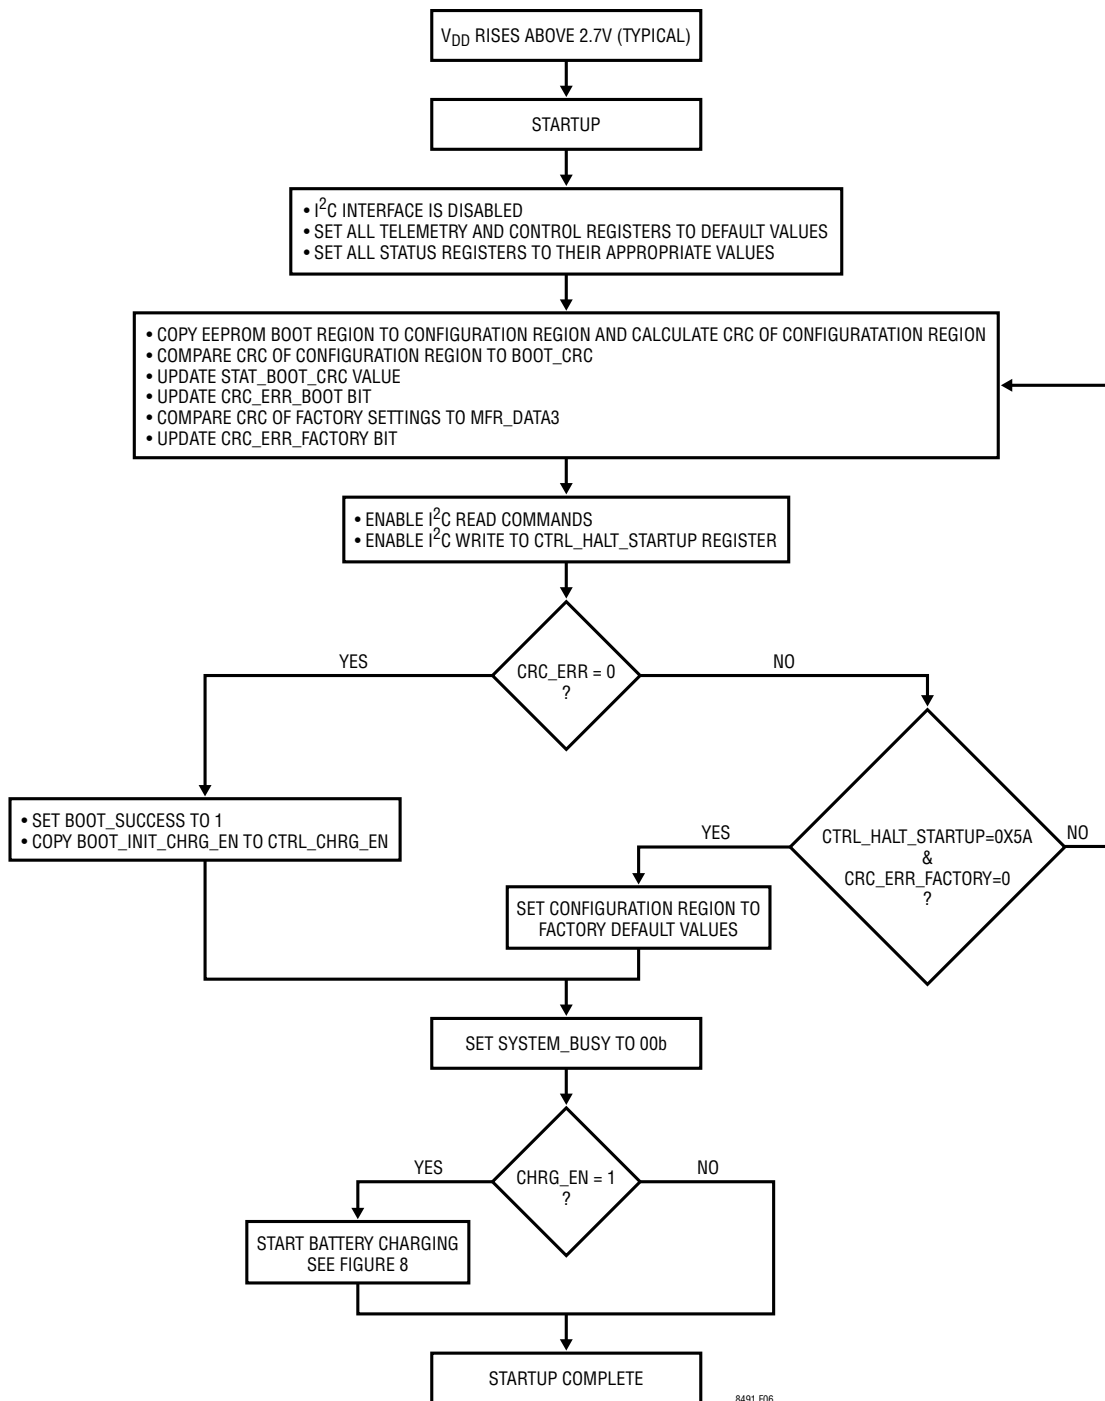 V_DD RISES ABOVE 2.7V (TYPICAL)
STARTUP
• I²C INTERFACE IS DISABLED
• SET ALL TELEMETRY AND CONTROL REGISTERS TO DEFAULT VALUES
• SET ALL STATUS REGISTERS TO THEIR APPROPRIATE VALUES
• COPY EEPROM BOOT REGION TO CONFIGURATION REGION AND CALCULATE CRC OF CONFIGURATATION REGION
• COMPARE CRC OF CONFIGURATION REGION TO BOOT_CRC
• UPDATE STAT_BOOT_CRC VALUE
• UPDATE CRC_ERR_BOOT BIT
• COMPARE CRC OF FACTORY SETTINGS TO MFR_DATA3
• UPDATE CRC_ERR_FACTORY BIT
• ENABLE I²C READ COMMANDS
• ENABLE I²C WRITE TO CTRL_HALT_STARTUP REGISTER
YES
CRC_ERR = 0
?
NO
• SET BOOT_SUCCESS TO 1
• COPY BOOT_INIT_CHRG_EN TO CTRL_CHRG_EN
YES
CTRL_HALT_STARTUP=0X5A
&
CRC_ERR_FACTORY=0
?
NO
SET CONFIGURATION REGION TO
FACTORY DEFAULT VALUES
SET SYSTEM_BUSY TO 00b
YES
CHRG_EN = 1
?
NO
START BATTERY CHARGING
SEE FIGURE 8
STARTUP COMPLETE
8491 F06